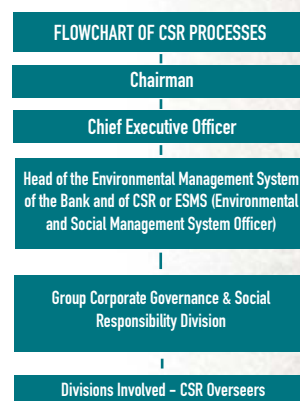 FLOWCHART OF CSR PROCESSES
Chairman
Chief Executive Officer
Head of the Environmental Management System
of the Bank and of CSR or ESMS (Environmental
and Social Management System Officer)
Group Corporate Governance & Social
Responsibility Division
Divisions Involved – CSR Overseers